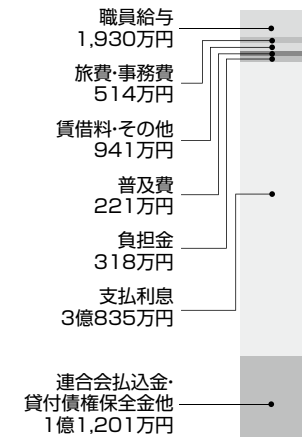 職員給与
1,930万円
旅費・事務費
514万円
賃借料・その他
941万円
普及費
221万円
負担金
318万円
支払利息
3億835万円
連合会払込金・
貸付債権保全金他
1億1,201万円